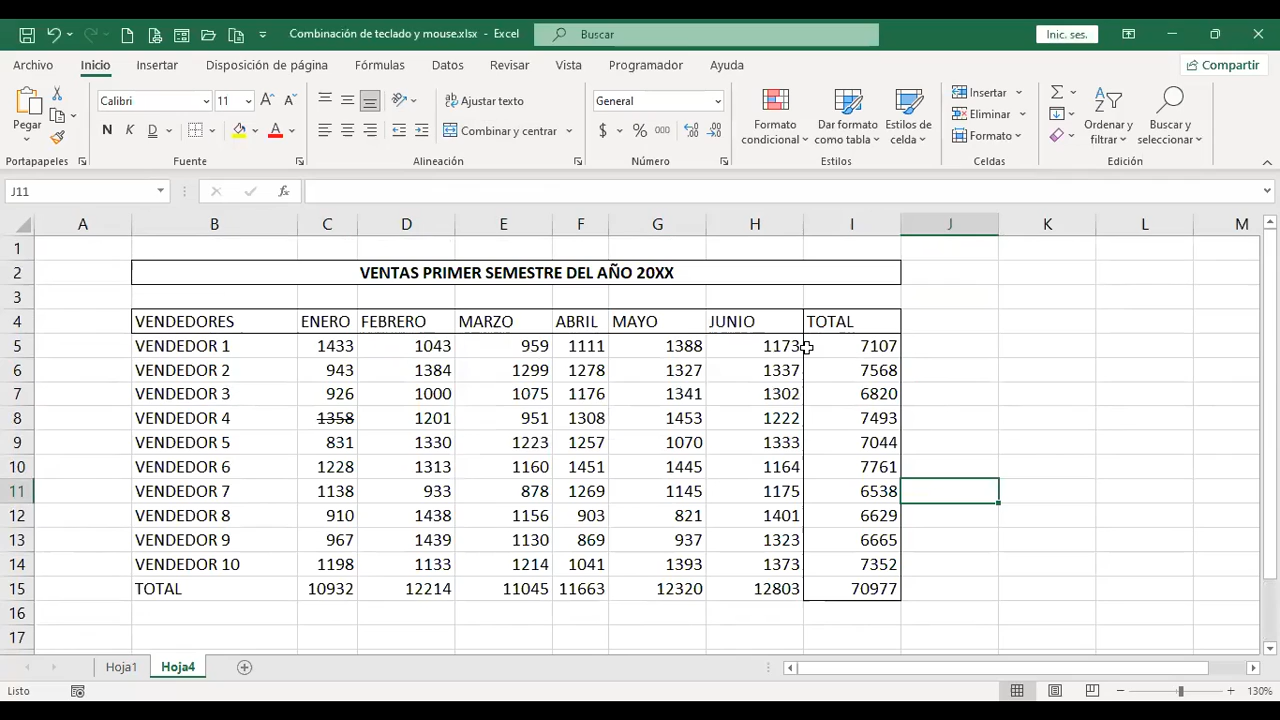 Combinación de teclado y mouse.xlsx - Excel
Buscar
Inic. ses.
Archivo Inicio Insertar Disposición de página Fórmulas Datos Revisar Vista Programador Ayuda
Compartir
Pegar
Calibri 11
N K D
Ajustar texto
Combinar y centrar
General
$ % 000
Formato condicional
Dar formato como tabla
Estilos de celda
Insertar
Eliminar
Formato
Ordenar y filtrar
Buscar y seleccionar
Portapapeles Fuente Alineación Número Estilos Celdas Edición
J11
A B C D E F G H I J K L M
1
2 VENTAS PRIMER SEMESTRE DEL AÑO 20XX
3
4 VENDEDORES ENERO FEBRERO MARZO ABRIL MAYO JUNIO TOTAL
5 VENDEDOR 1 1433 1043 959 1111 1388 1173 7107
6 VENDEDOR 2 943 1384 1299 1278 1327 1337 7568
7 VENDEDOR 3 926 1000 1075 1176 1341 1302 6820
8 VENDEDOR 4 1358 1201 951 1308 1453 1222 7493
9 VENDEDOR 5 831 1330 1223 1257 1070 1333 7044
10 VENDEDOR 6 1228 1313 1160 1451 1445 1164 7761
11 VENDEDOR 7 1138 933 878 1269 1145 1175 6538
12 VENDEDOR 8 910 1438 1156 903 821 1401 6629
13 VENDEDOR 9 967 1439 1130 869 937 1323 6665
14 VENDEDOR 10 1198 1133 1214 1041 1393 1373 7352
15 TOTAL 10932 12214 11045 11663 12320 12803 70977
16
17
Hoja1 Hoja4
Listo
130%